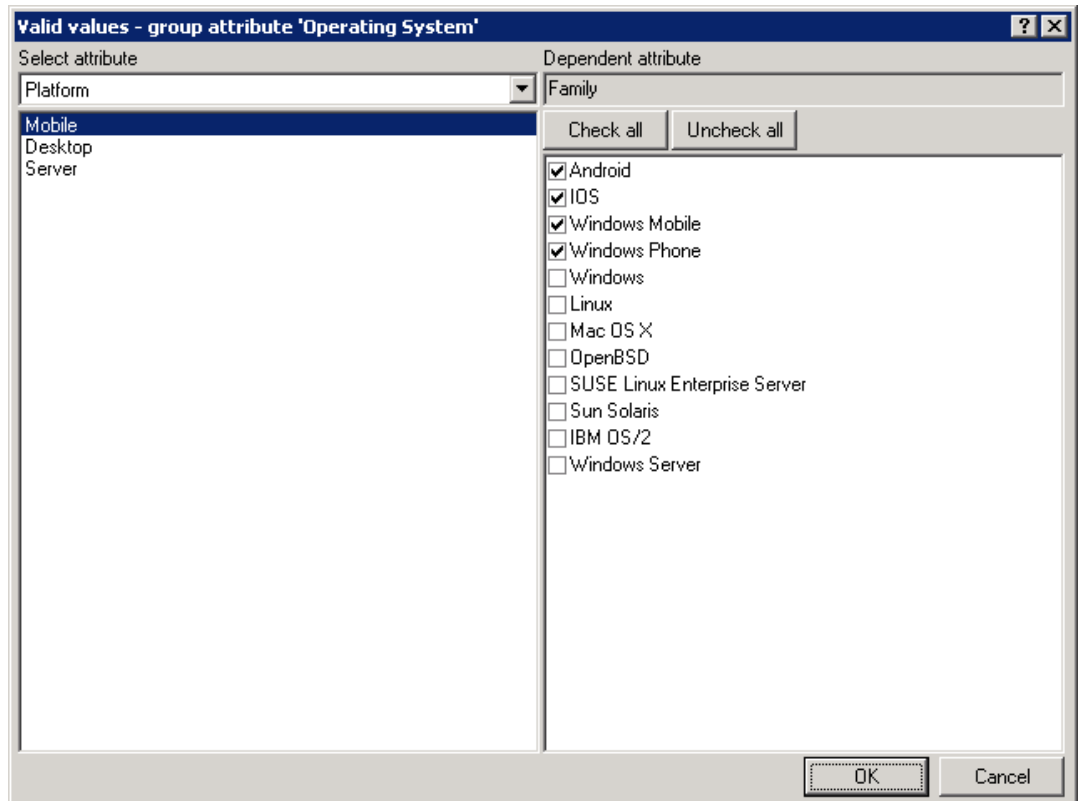 Valid values - group attribute 'Operating System'
Select attribute
Dependent attribute
Platform
Family
Mobile
Desktop
Server
Check all
Uncheck all
Android
IOS
Windows Mobile
Windows Phone
Windows
Linux
Mac OS X
OpenBSD
SUSE Linux Enterprise Server
Sun Solaris
IBM OS/2
Windows Server
OK
Cancel